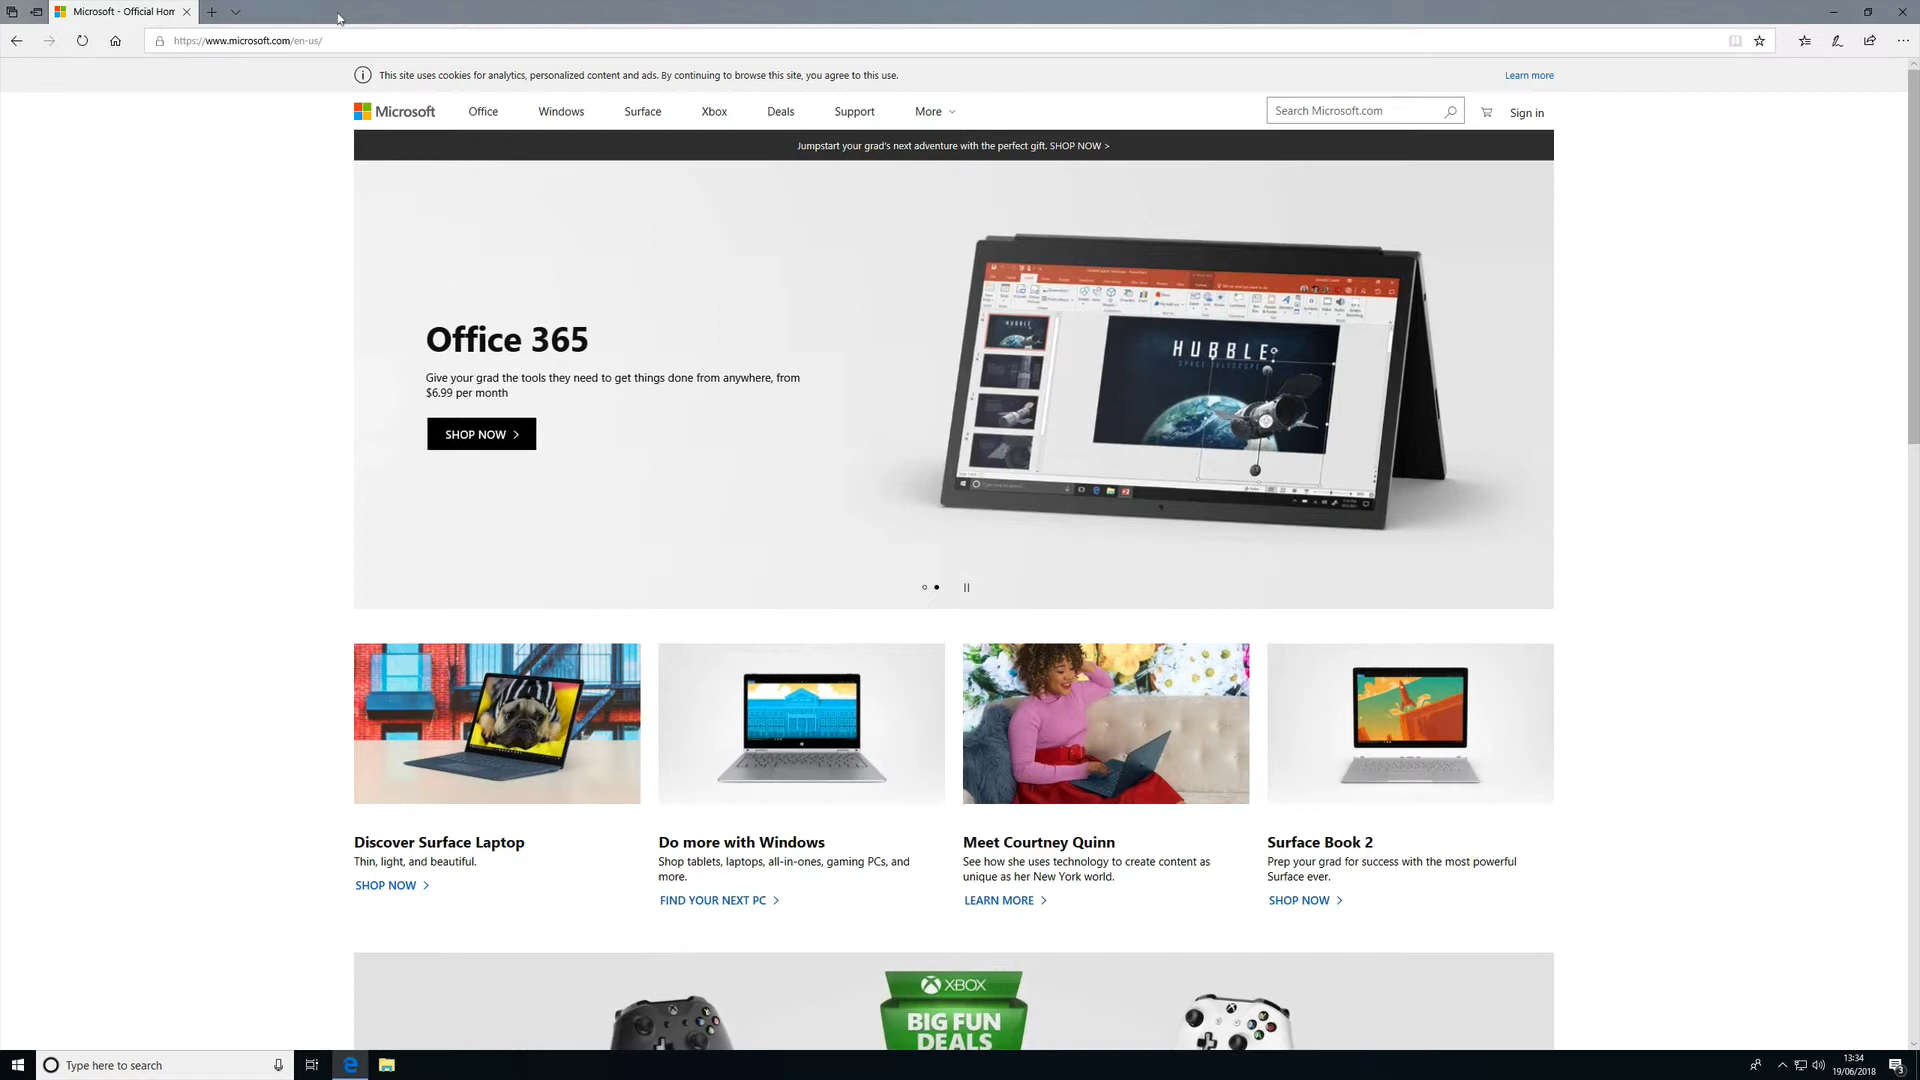 Microsoft - Official Hom
https://www.microsoft.com/en-us/
This site uses cookies for analytics, personalized content and ads. By continuing to browse this site, you agree to this use.
Learn more
Microsoft
Office
Windows
Surface
Xbox
Deals
Support
More
Search Microsoft.com
Sign in
Jumpstart your grad's next adventure with the perfect gift. SHOP NOW >
Office 365
Give your grad the tools they need to get things done from anywhere, from
$6.99 per month
SHOP NOW
HUBBLE
SPACE TELESCOPE
Discover Surface Laptop
Thin, light, and beautiful.
SHOP NOW
Do more with Windows
Shop tablets, laptops, all-in-ones, gaming PCs, and
more.
FIND YOUR NEXT PC
Meet Courtney Quinn
See how she uses technology to create content as
unique as her New York world.
LEARN MORE
Surface Book 2
Prep your grad for success with the most powerful
Surface ever.
SHOP NOW
XBOX
BIG FUN
DEALS
Type here to search
13:34
19/06/2018
3